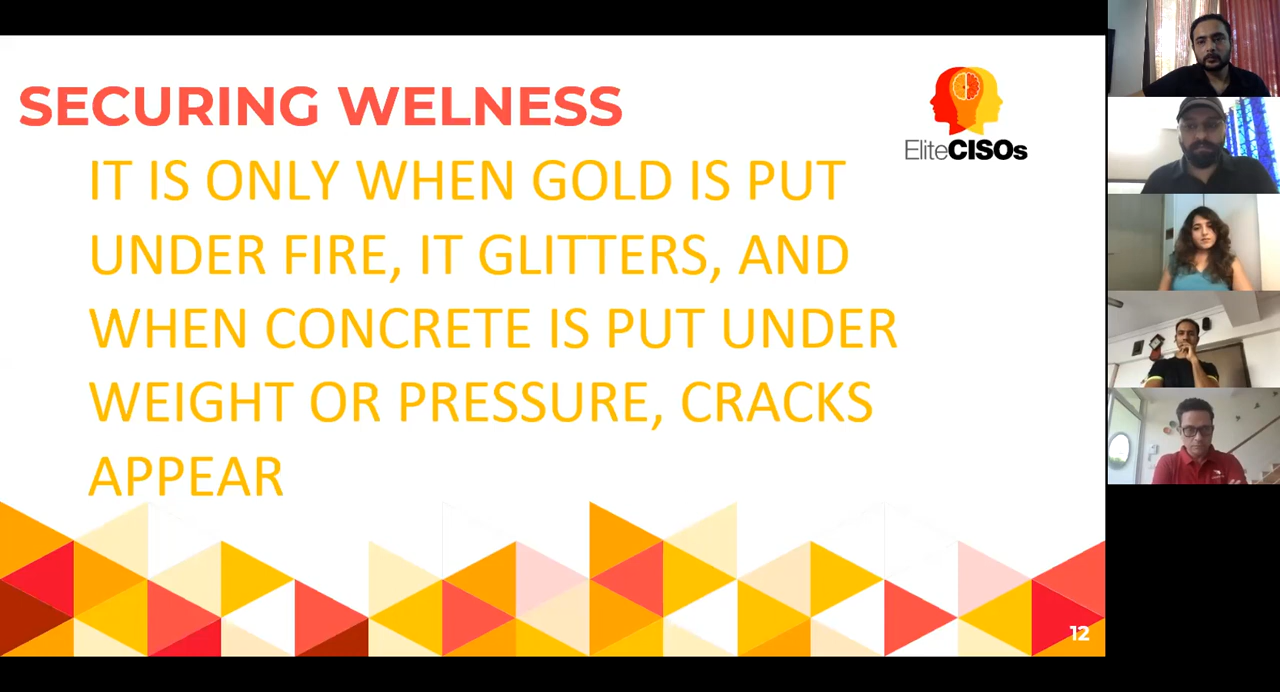 SECURING WELNESS
EliteCISOs
IT IS ONLY WHEN GOLD IS PUT
UNDER FIRE, IT GLITTERS, AND
WHEN CONCRETE IS PUT UNDER
WEIGHT OR PRESSURE, CRACKS
APPEAR
12